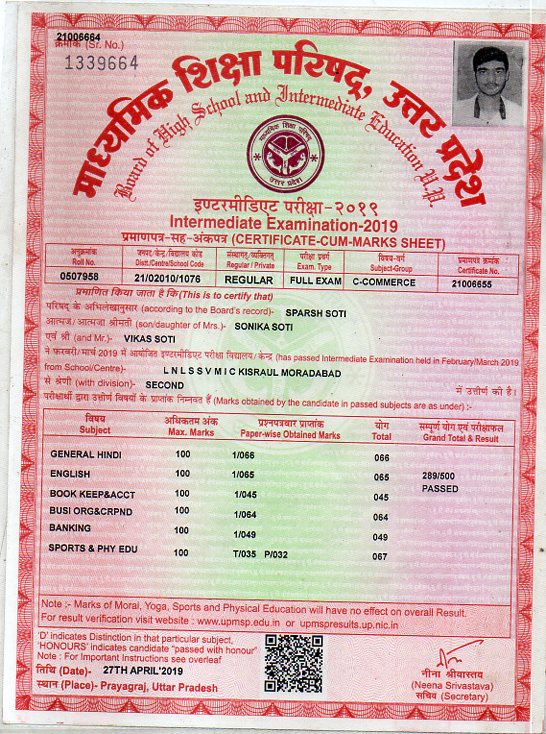 21006664
क्रमांक (Sr. No.)
1339664
माध्यमिक शिक्षा परिषद्, उत्तर प्रदेश
Board of High School and Intermediate Education U.P.
माध्यमिक शिक्षा परिषद्
उत्तर प्रदेश
इण्टरमीडिएट परीक्षा-२०१९
Intermediate Examination-2019
प्रमाणपत्र-सह-अंकपत्र (CERTIFICATE-CUM-MARKS SHEET)
अनुक्रमांक जनपद/केन्द्र/विद्यालय कोड संस्थागत/व्यक्तिगत परीक्षा प्रकार विषय-वर्ग प्रमाणपत्र क्रमांक
Roll No. Distt./Centre/School Code Regular / Private Exam. Type Subject-Group Certificate No.
0507958 21/02010/1076 REGULAR FULL EXAM C-COMMERCE 21006655
प्रमाणित किया जाता है कि (This is to certify that)
परिषद् के अभिलेखानुसार (according to the Board's record)- SPARSH SOTI
आत्मज/आत्मजा श्रीमती (son/daughter of Mrs.)- SONIKA SOTI
एवं श्री (and Mr.)- VIKAS SOTI
ने फरवरी/मार्च 2019 में आयोजित इण्टरमीडिएट परीक्षा विद्यालय/ केन्द्र (has passed Intermediate Examination held in February/March 2019
from School/Centre)- L N L S S V M I C KISRAUL MORADABAD
से श्रेणी (with division)- SECOND में उत्तीर्ण की है।
परीक्षार्थी द्वारा उत्तीर्ण विषयों के प्राप्तांक निम्नवत हैं (Marks obtained by the candidate in passed subjects are as under) :-
विषय अधिकतम अंक प्रश्नपत्रवार प्राप्तांक योग सम्पूर्ण योग एवं परीक्षाफल
Subject Max. Marks Paper-wise Obtained Marks Total Grand Total & Result
GENERAL HINDI 100 1/066 066
ENGLISH 100 1/065 065 289/500
PASSED
BOOK KEEP&ACCT 100 1/045 045
BUSI ORG&CRPND 100 1/064 064
BANKING 100 1/049 049
SPORTS & PHY EDU 100 T/035 P/032 067
Note :- Marks of Moral, Yoga, Sports and Physical Education will have no effect on overall Result.
For result verification visit website : www.upmsp.edu.in or upmspresults.up.nic.in
'D' indicates Distinction in that particular subject,
'HONOURS' indicates candidate "passed with honour"
Note : For Important Instructions see overleaf
तिथि (Date)- 27TH APRIL'2019
स्थान (Place)- Prayagraj, Uttar Pradesh
नीना श्रीवास्तव
(Neena Srivastava)
सचिव (Secretary)